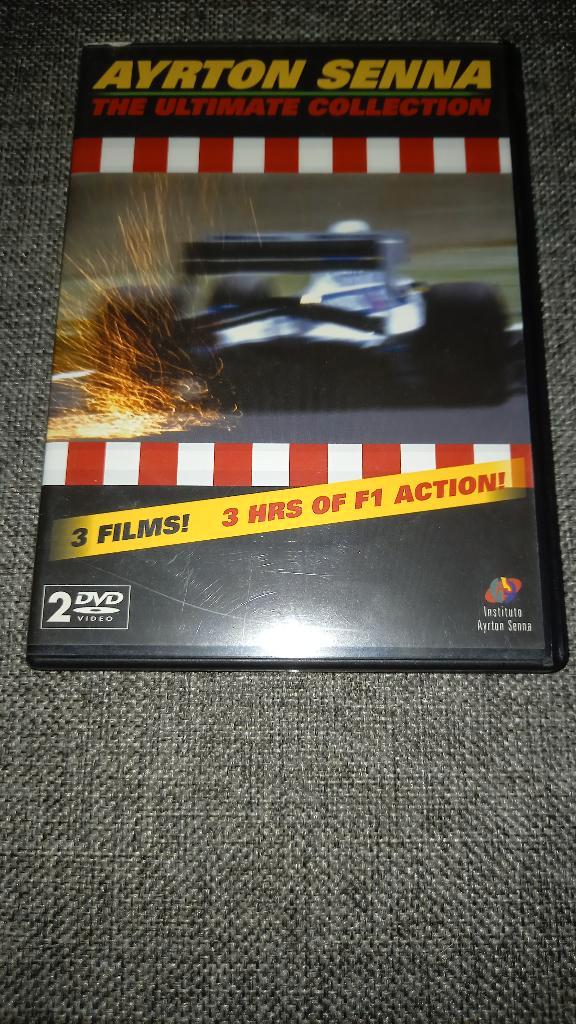 AYRTON SENNA
THE ULTIMATE COLLECTION
3 FILMS! 3 HRS OF F1 ACTION!
2 DVD
VIDEO
Instituto
Ayrton Senna